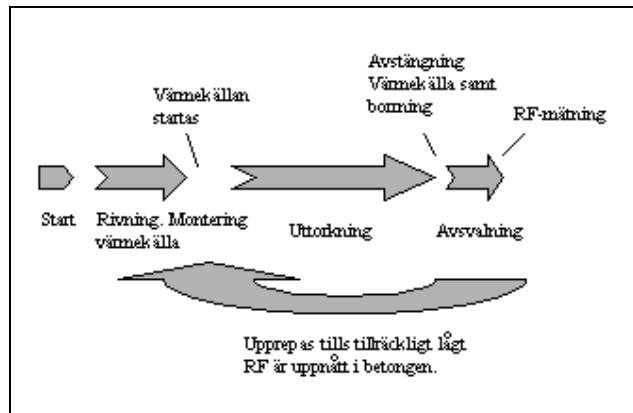 Avstängning
Värmekälla samt
borrning
Värmekällan
startas
RF-mätning
Start
Rivning. Montering
värmekälla
Uttorkning
Avsvalning
Upprepas tills tillräckligt lågt
RF är uppnått i betongen.